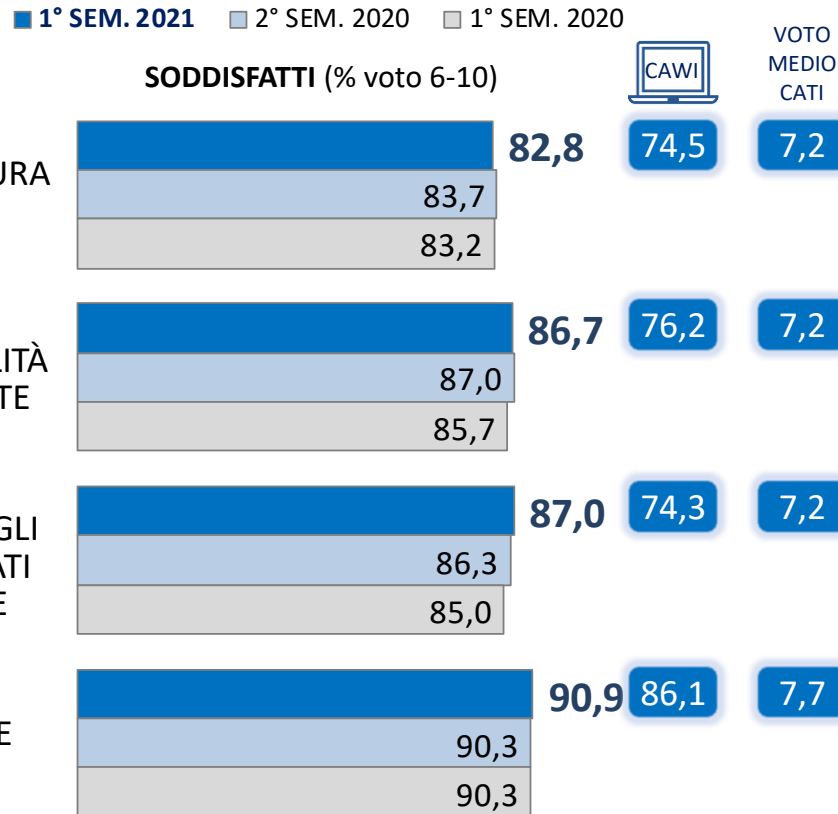 1° SEM. 2021 2° SEM. 2020 1° SEM. 2020
SODDISFATTI (% voto 6-10)
CAWI
VOTO
MEDIO
CATI
82,8 74,5 7,2
83,7
83,2
86,7 76,2 7,2
87,0
85,7
87,0 74,3 7,2
86,3
85,0
90,9 86,1 7,7
90,3
90,3